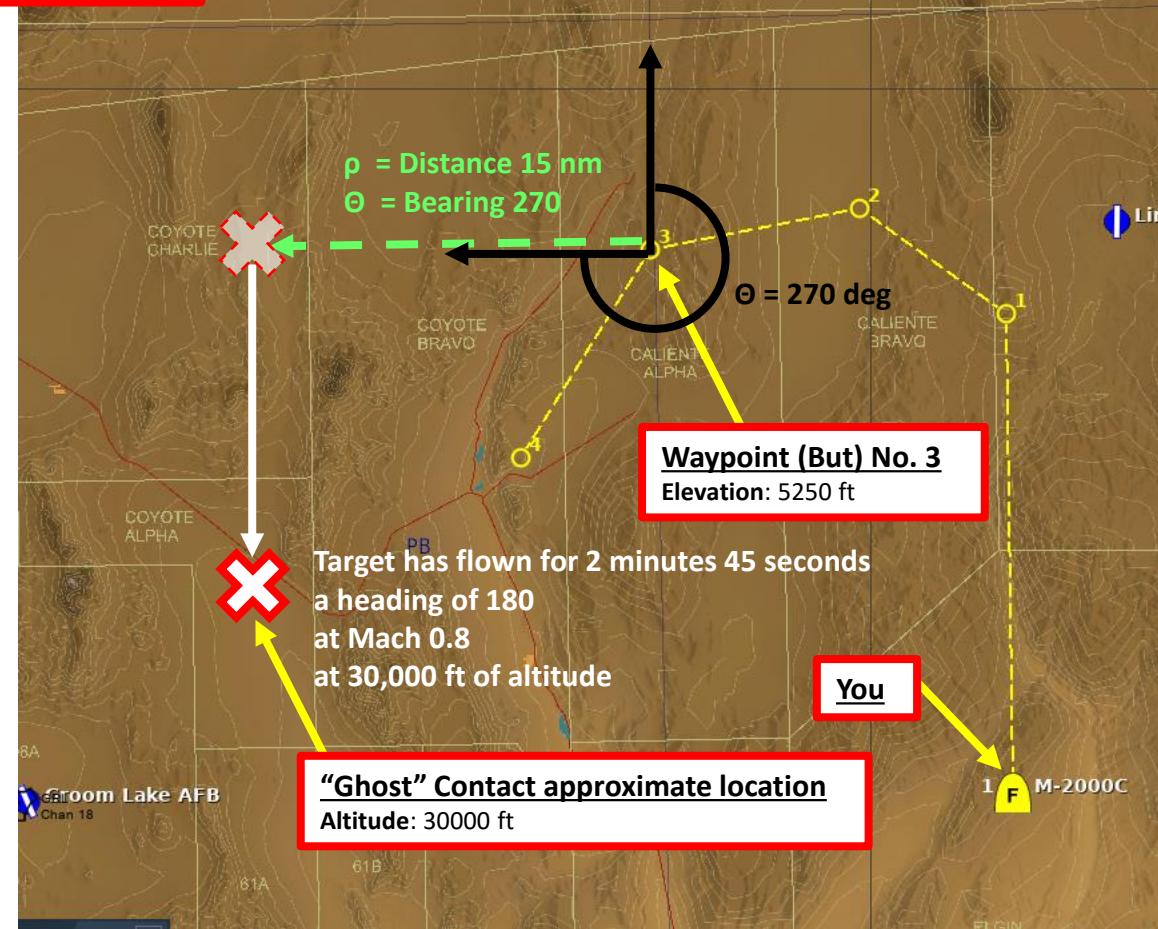 ρ = Distance 15 nm
Θ = Bearing 270
COYOTE
CHARLIE
3
2
1
Θ = 270 deg
COYOTE
BRAVO
CALIENTE
BRAVO
CALIENTE
ALPHA
4
Waypoint (But) No. 3
Elevation: 5250 ft
COYOTE
ALPHA
PB
Target has flown for 2 minutes 45 seconds
a heading of 180
at Mach 0.8
at 30,000 ft of altitude
You
"Ghost" Contact approximate location
Altitude: 30000 ft
1 F M-2000C
Groom Lake AFB
Chan 18
61B
61A
ELGIN